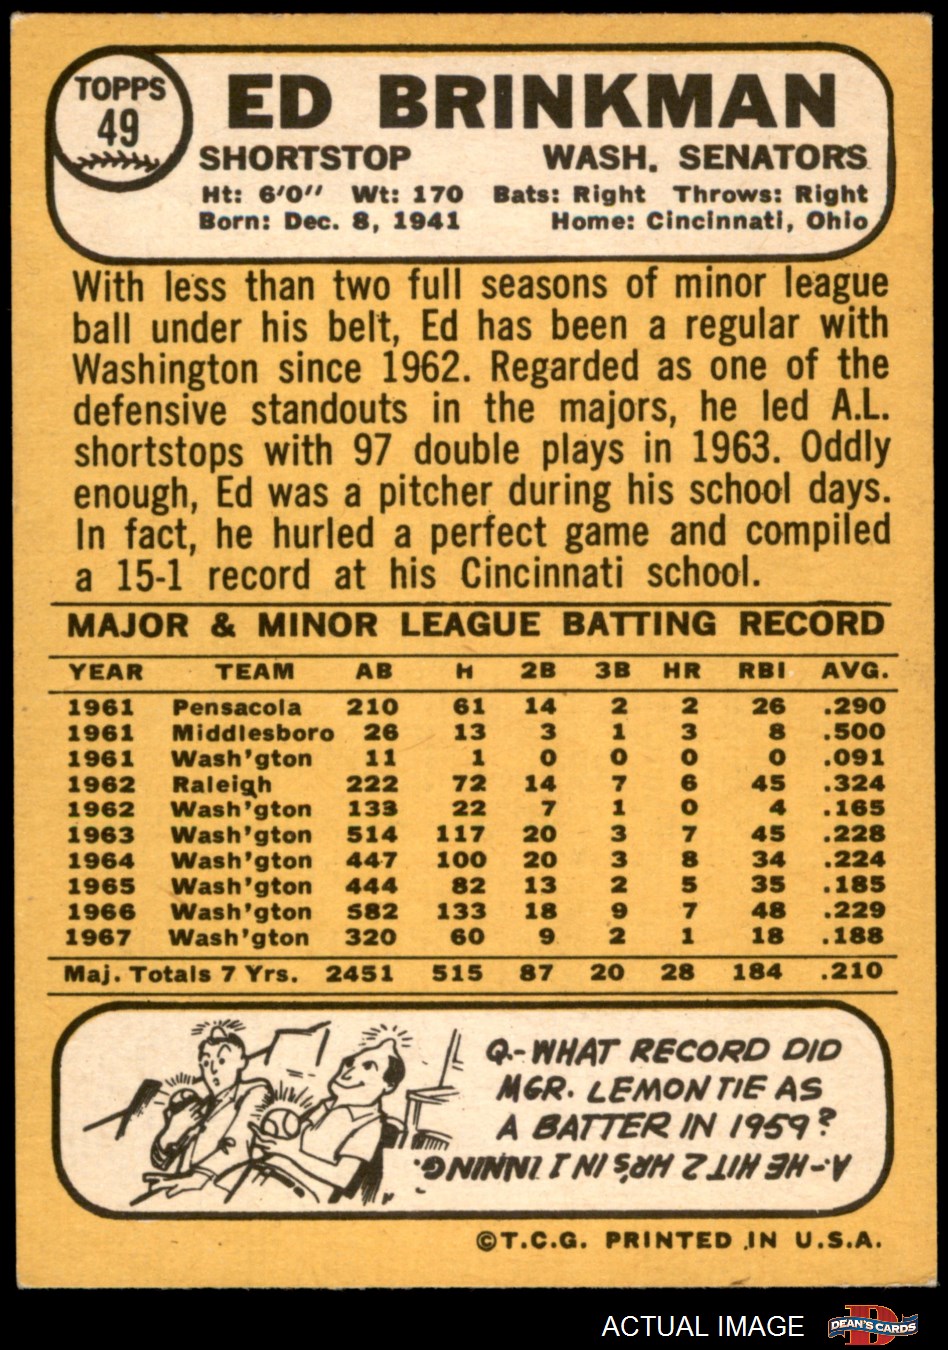 TOPPS
49
ED BRINKMAN
SHORTSTOP WASH. SENATORS
Ht: 6'0'' Wt: 170 Bats: Right Throws: Right
Born: Dec. 8, 1941 Home: Cincinnati, Ohio
With less than two full seasons of minor league
ball under his belt, Ed has been a regular with
Washington since 1962. Regarded as one of the
defensive standouts in the majors, he led A.L.
shortstops with 97 double plays in 1963. Oddly
enough, Ed was a pitcher during his school days.
In fact, he hurled a perfect game and compiled
a 15-1 record at his Cincinnati school.
MAJOR & MINOR LEAGUE BATTING RECORD
YEAR TEAM AB H 2B 3B HR RBI AVG.
1961 Pensacola 210 61 14 2 2 26 .290
1961 Middlesboro 26 13 3 1 3 8 .500
1961 Wash'gton 11 1 0 0 0 0 .091
1962 Raleigh 222 72 14 7 6 45 .324
1962 Wash'gton 133 22 7 1 0 4 .165
1963 Wash'gton 514 117 20 3 7 45 .228
1964 Wash'gton 447 100 20 3 8 34 .224
1965 Wash'gton 444 82 13 2 5 35 .185
1966 Wash'gton 582 133 18 9 7 48 .229
1967 Wash'gton 320 60 9 2 1 18 .188
Maj. Totals 7 Yrs. 2451 515 87 20 28 184 .210
Q.-WHAT RECORD DID
MGR. LEMON TIE AS
A BATTER IN 1959?
A.-HE HIT 2 HR'S IN 1 INNING.
©T.C.G. PRINTED IN U.S.A.
ACTUAL IMAGE
D
DEAN'S CARDS